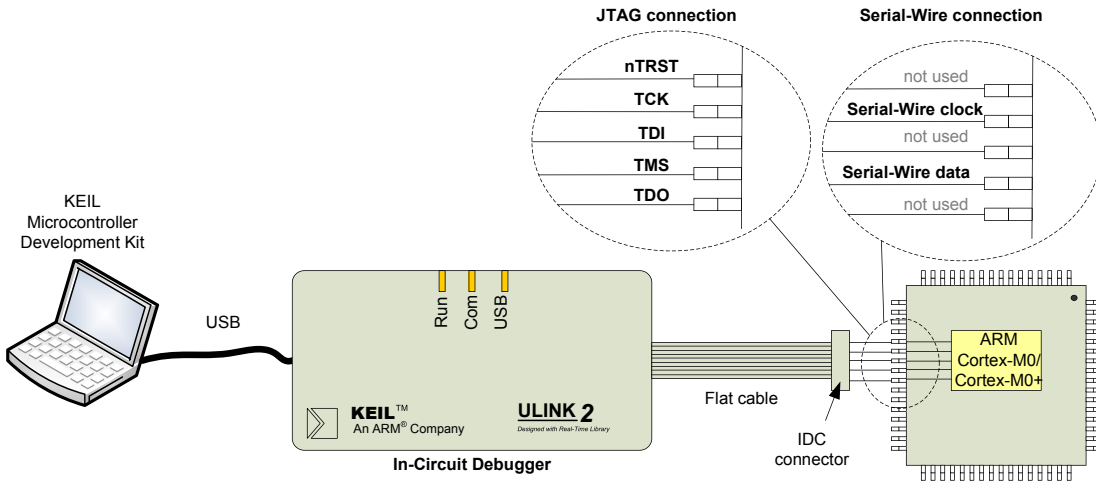 JTAG connection
nTRST
TCK
TDI
TMS
TDO
Serial-Wire connection
not used
Serial-Wire clock
not used
Serial-Wire data
not used
KEIL
Microcontroller
Development Kit
USB
Run
Com
USB
KEIL™
An ARM® Company
ULINK 2
Designed with Real-Time Library
In-Circuit Debugger
Flat cable
IDC
connector
ARM
Cortex-M0/
Cortex-M0+